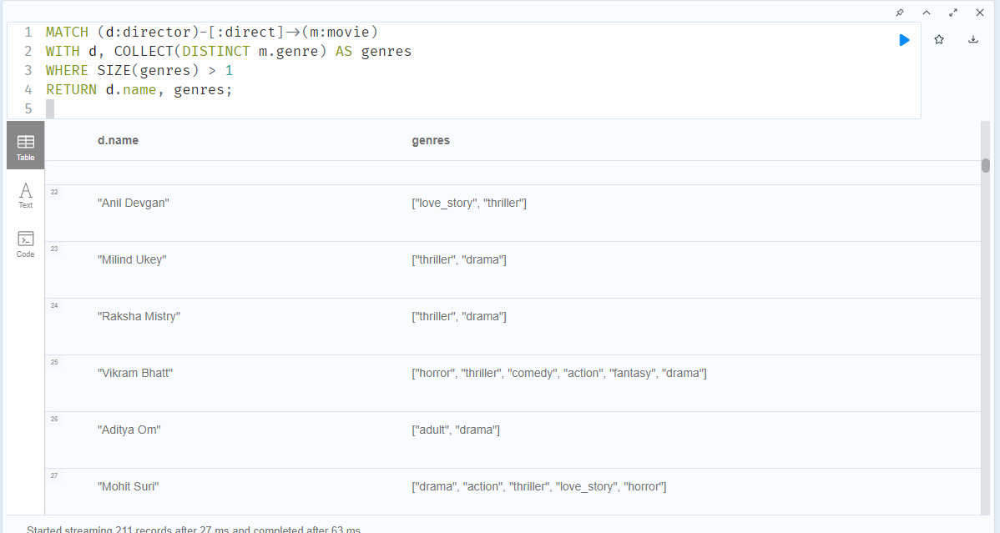 1 MATCH (d:director)-[:direct]->(m:movie)
2 WITH d, COLLECT(DISTINCT m.genre) AS genres
3 WHERE SIZE(genres) > 1
4 RETURN d.name, genres;
5
Table
Text
Code
d.name genres
22 "Anil Devgan" ["love_story", "thriller"]
23 "Milind Ukey" ["thriller", "drama"]
24 "Raksha Mistry" ["thriller", "drama"]
25 "Vikram Bhatt" ["horror", "thriller", "comedy", "action", "fantasy", "drama"]
26 "Aditya Om" ["adult", "drama"]
27 "Mohit Suri" ["drama", "action", "thriller", "love_story", "horror"]
Started streaming 211 records after 27 ms and completed after 63 ms.